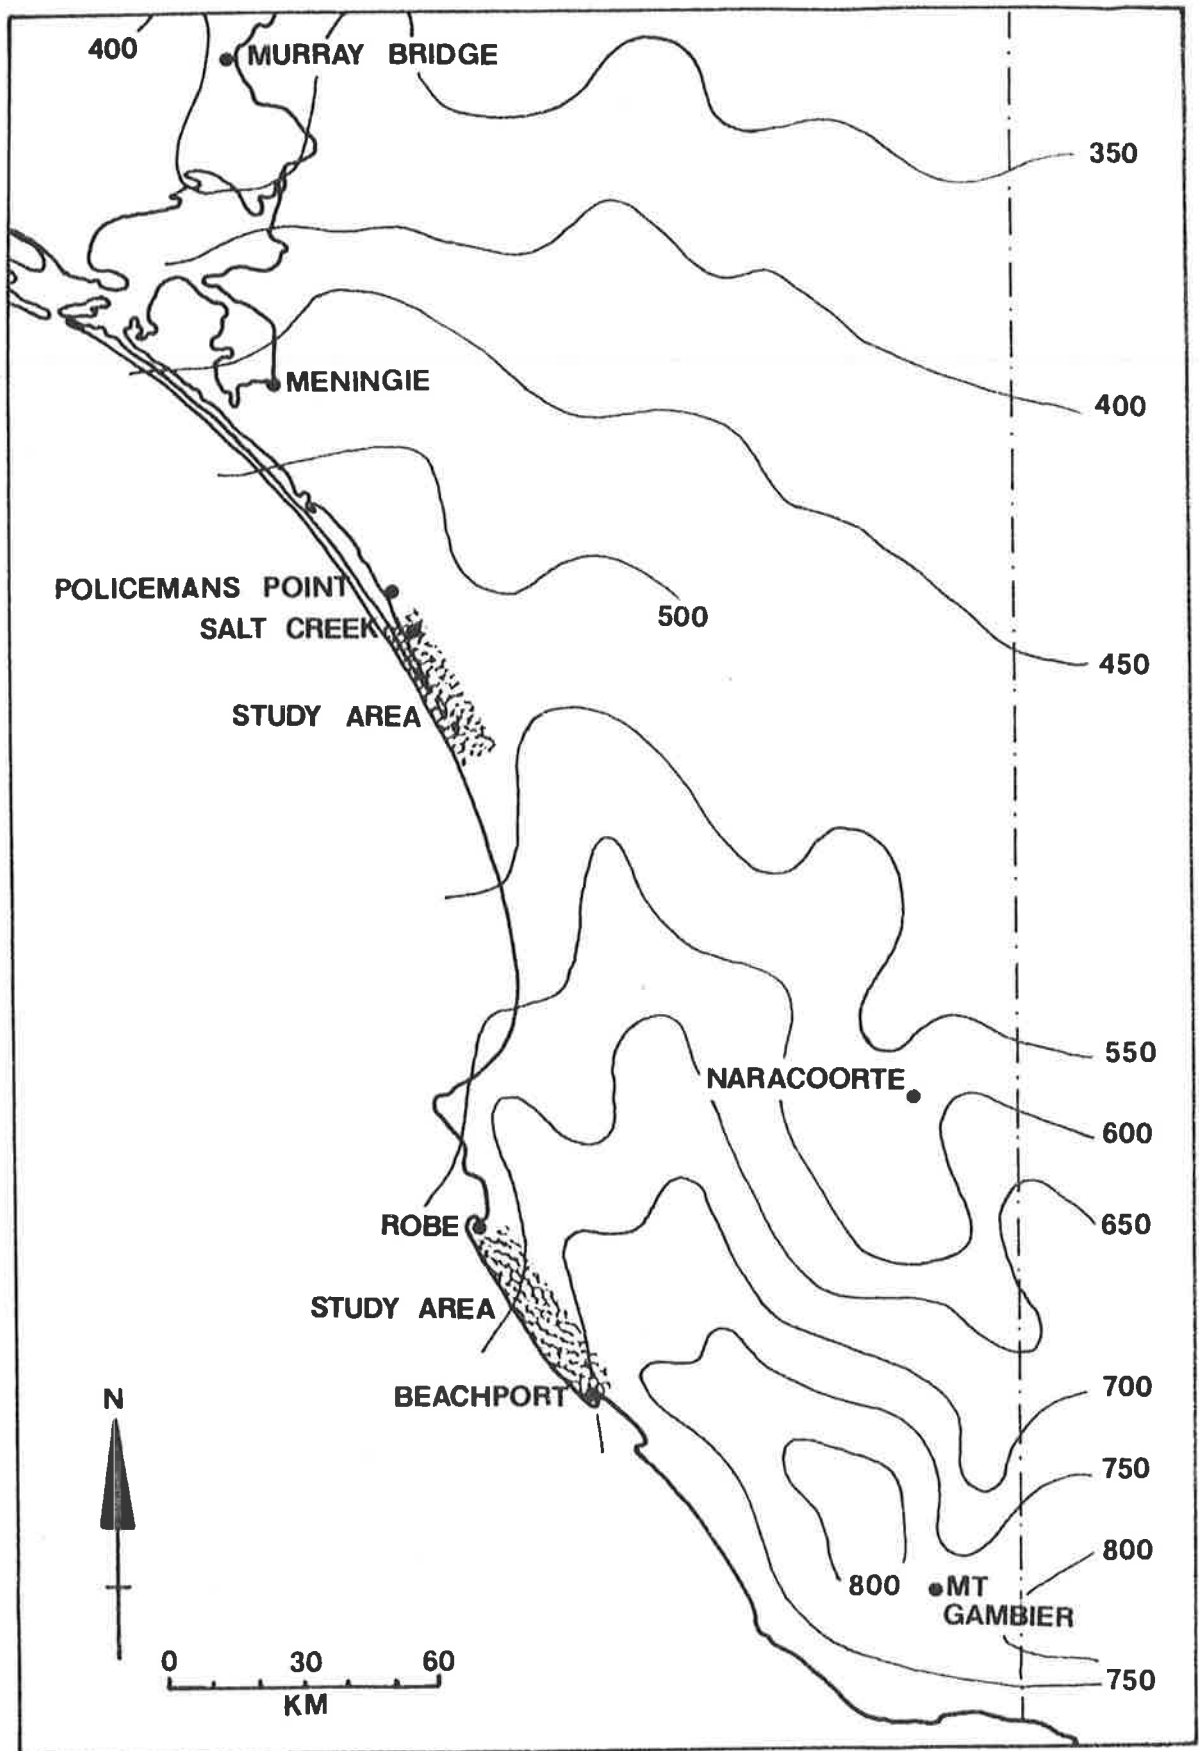 400
MURRAY BRIDGE
350
MENINGIE
400
POLICEMANS POINT
500
SALT CREEK
450
STUDY AREA
550
NARACOORTE
600
650
ROBE
STUDY AREA
700
BEACHPORT
N
750
800
800
MT
GAMBIER
0 30 60
KM
750